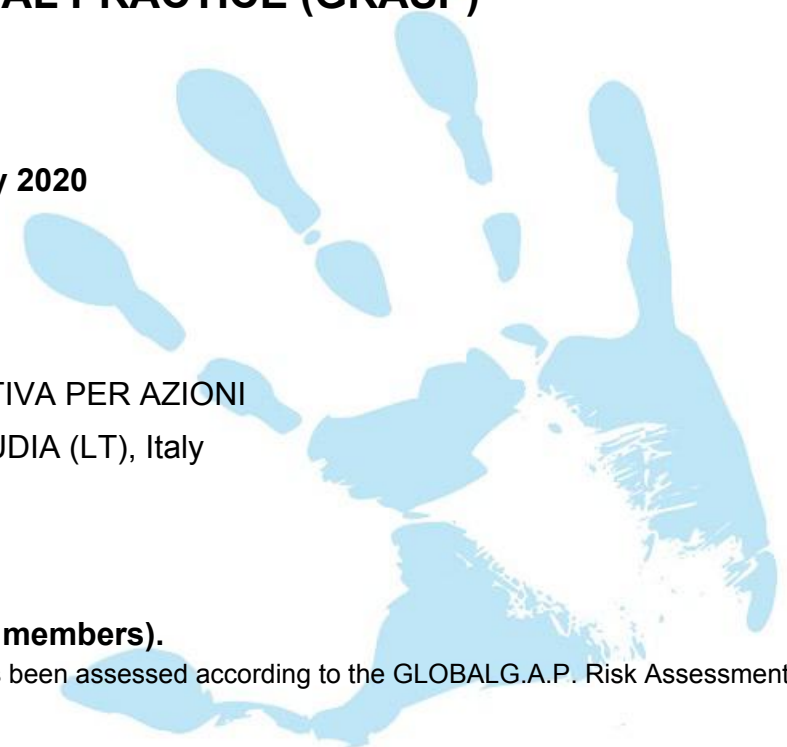 AL PRACTICE (GRASP)
y 2020
TIVA PER AZIONI
UDIA (LT), Italy
members).
been assessed according to the GLOBALG.A.P. Risk Assessment